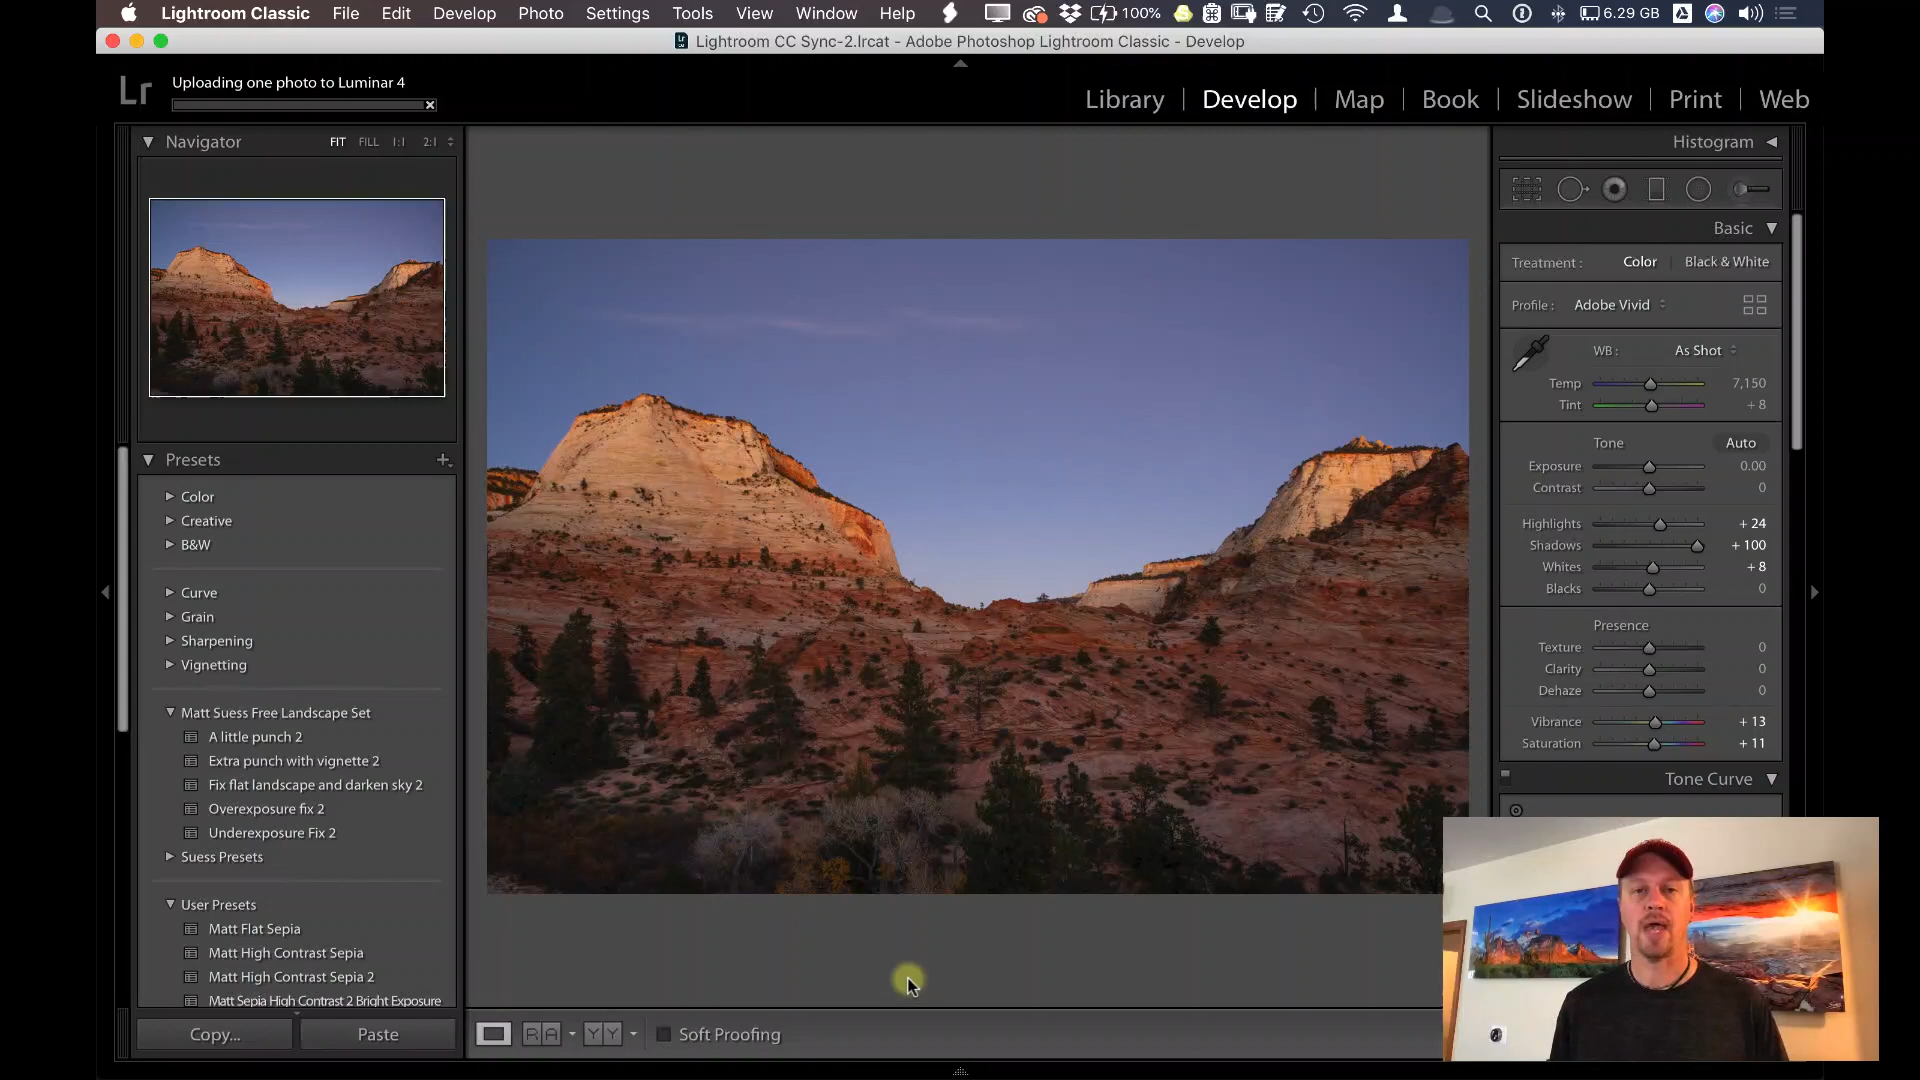 Lightroom Classic File Edit Develop Photo Settings Tools View Window Help 100% 6.29 GB
Lightroom CC Sync-2.lrcat - Adobe Photoshop Lightroom Classic - Develop
Lr
Uploading one photo to Luminar 4
Library | Develop | Map | Book | Slideshow | Print | Web
Navigator FIT FILL 1:1 2:1
Presets
Color
Creative
B&W
Curve
Grain
Sharpening
Vignetting
Matt Suess Free Landscape Set
A little punch 2
Extra punch with vignette 2
Fix flat landscape and darken sky 2
Overexposure fix 2
Underexposure Fix 2
Suess Presets
User Presets
Matt Flat Sepia
Matt High Contrast Sepia
Matt High Contrast Sepia 2
Matt Sepia High Contrast 2 Bright Exposure
Copy... Paste
R A Y Y Soft Proofing
Histogram
Basic
Treatment : Color Black & White
Profile : Adobe Vivid
WB : As Shot
Temp 7,150
Tint + 8
Tone Auto
Exposure 0.00
Contrast 0
Highlights + 24
Shadows + 100
Whites + 8
Blacks 0
Presence
Texture 0
Clarity 0
Dehaze 0
Vibrance + 13
Saturation + 11
Tone Curve